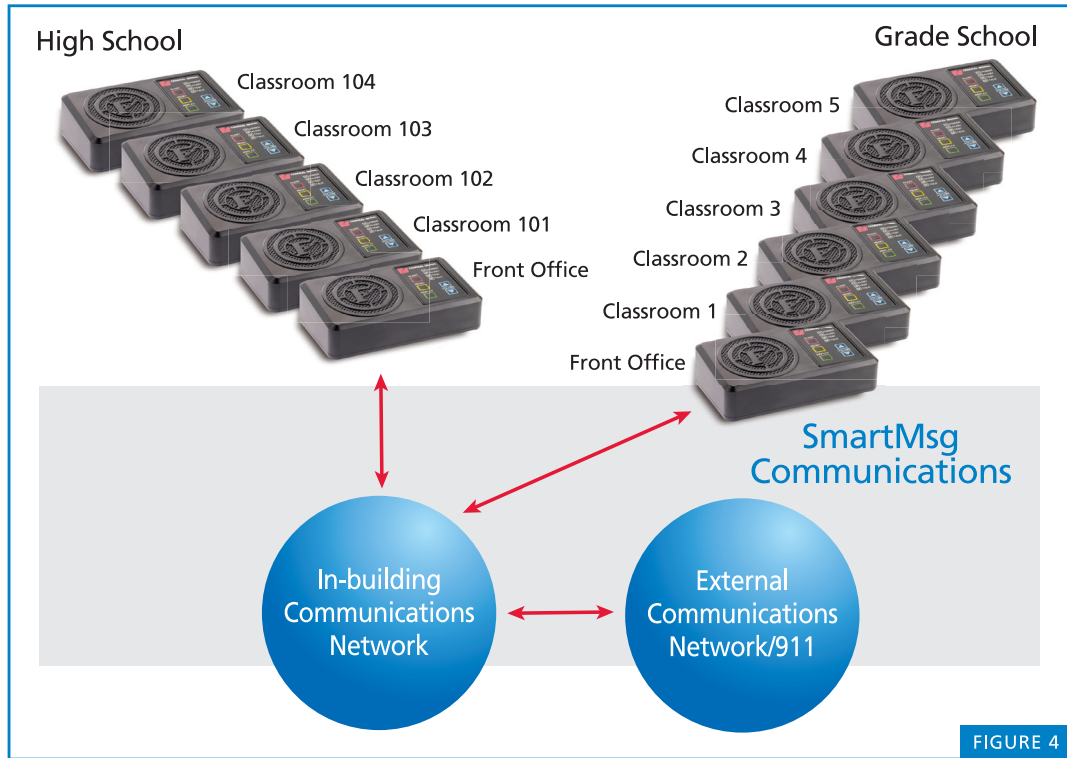 High School
Classroom 104
Classroom 103
Classroom 102
Classroom 101
Front Office
Grade School
Classroom 5
Classroom 4
Classroom 3
Classroom 2
Classroom 1
Front Office
SmartMsg
Communications
In-building
Communications
Network
External
Communications
Network/911
FIGURE 4